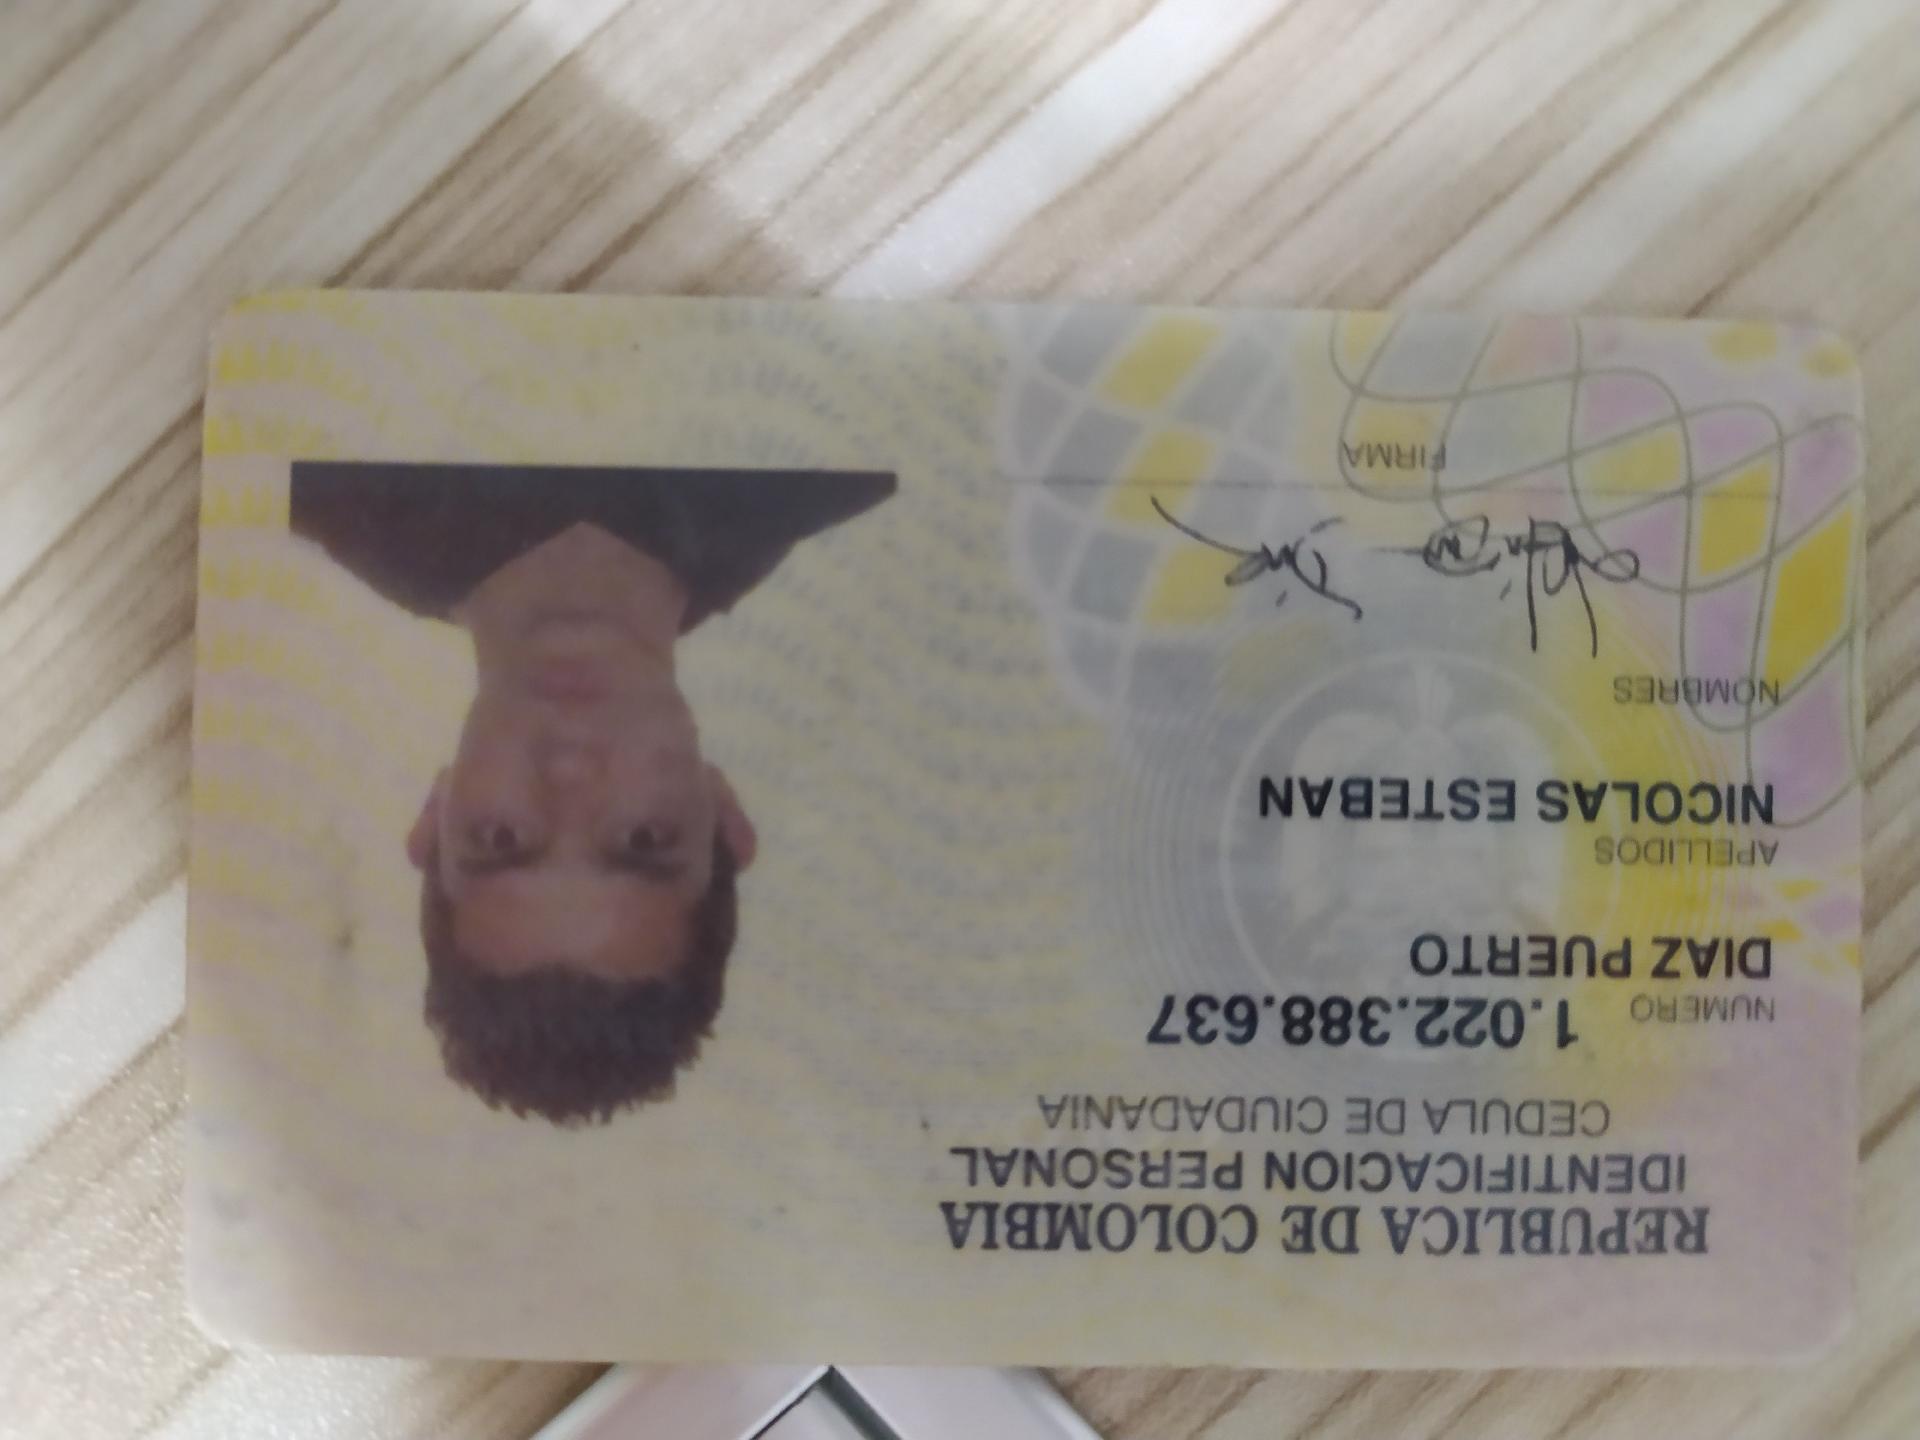 REPUBLICA DE COLOMBIA
IDENTIFICACION PERSONAL
CEDULA DE CIUDADANIA
NUMERO 1.022.388.637
DIAZ PUERTO
APELLIDOS
NICOLAS ESTEBAN
NOMBRES
FIRMA